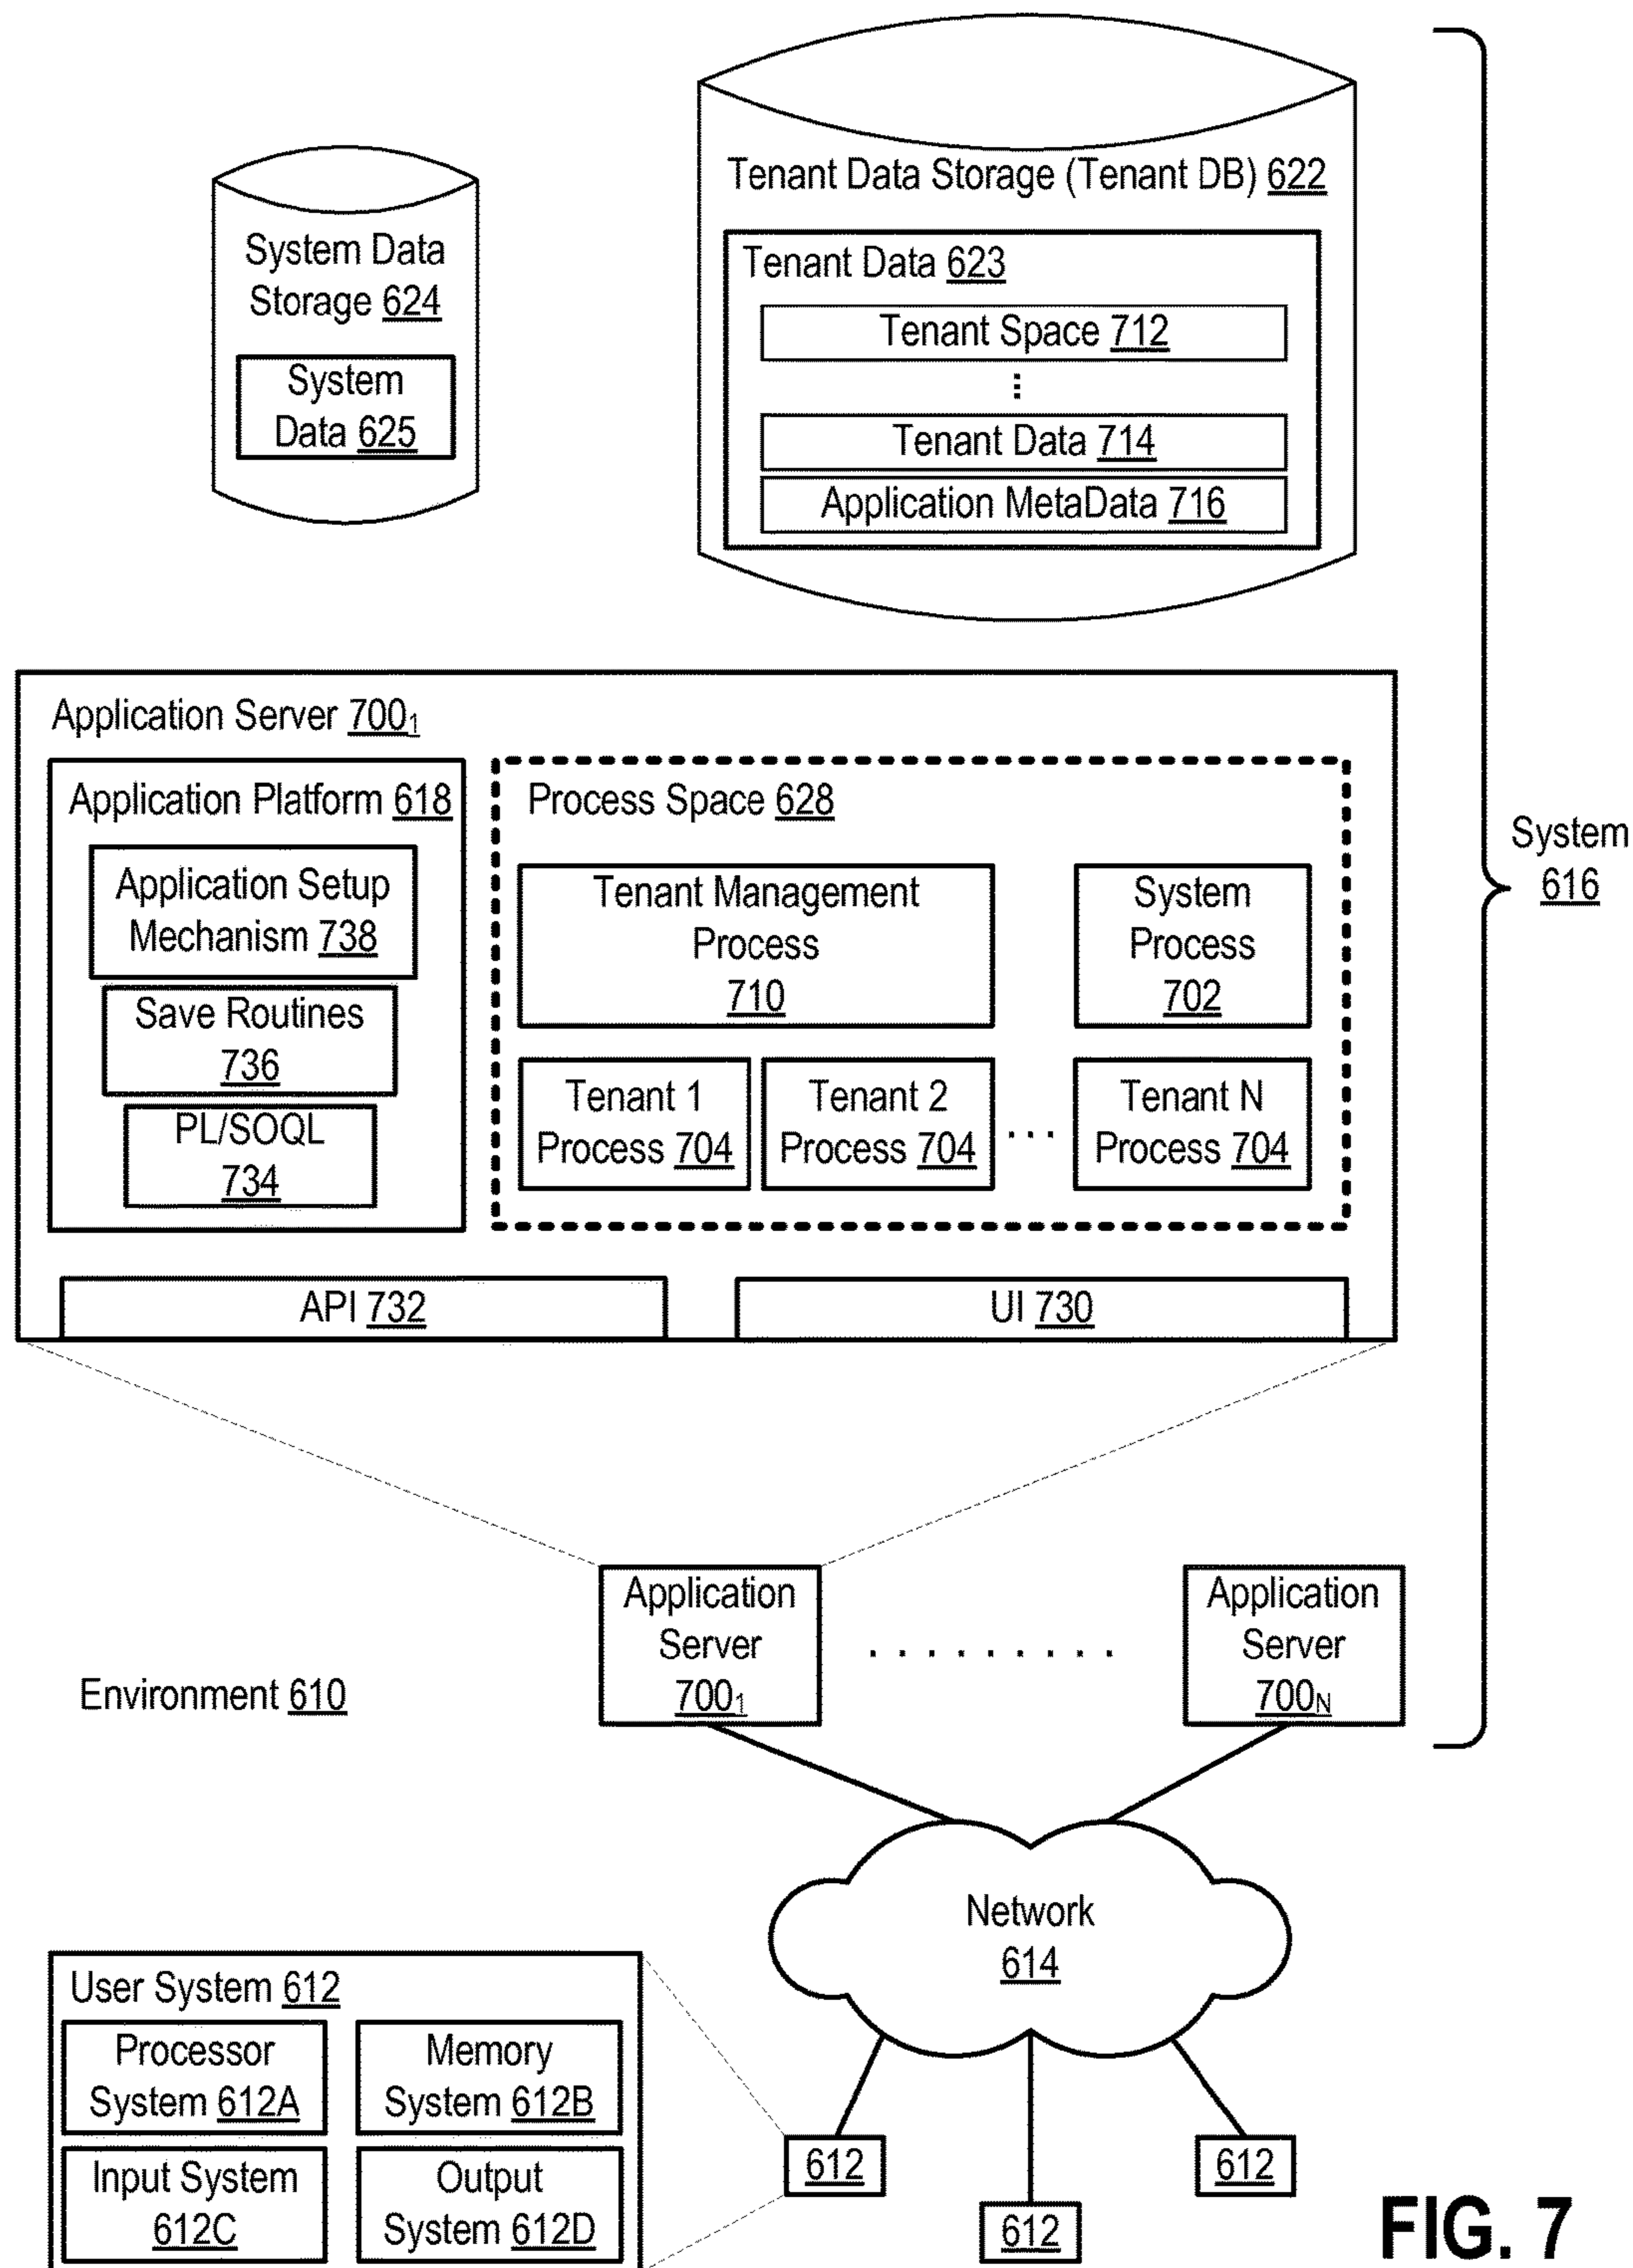 Tenant Data Storage (Tenant DB) 622
Tenant Data 623
Tenant Space 712
⋮
Tenant Data 714
Application MetaData 716
System Data
Storage 624
System
Data 625
System
616
Application Server 700₁
Application Platform 618
Application Setup
Mechanism 738
Save Routines
736
PL/SOQL
734
Process Space 628
Tenant Management
Process
710
System
Process
702
Tenant 1
Process 704
Tenant 2
Process 704
...
Tenant N
Process 704
API 732
UI 730
Application
Server
700₁
.........
Application
Server
700N
Environment 610
Network
614
User System 612
Processor
System 612A
Memory
System 612B
Input System
612C
Output
System 612D
612
612
612
FIG. 7